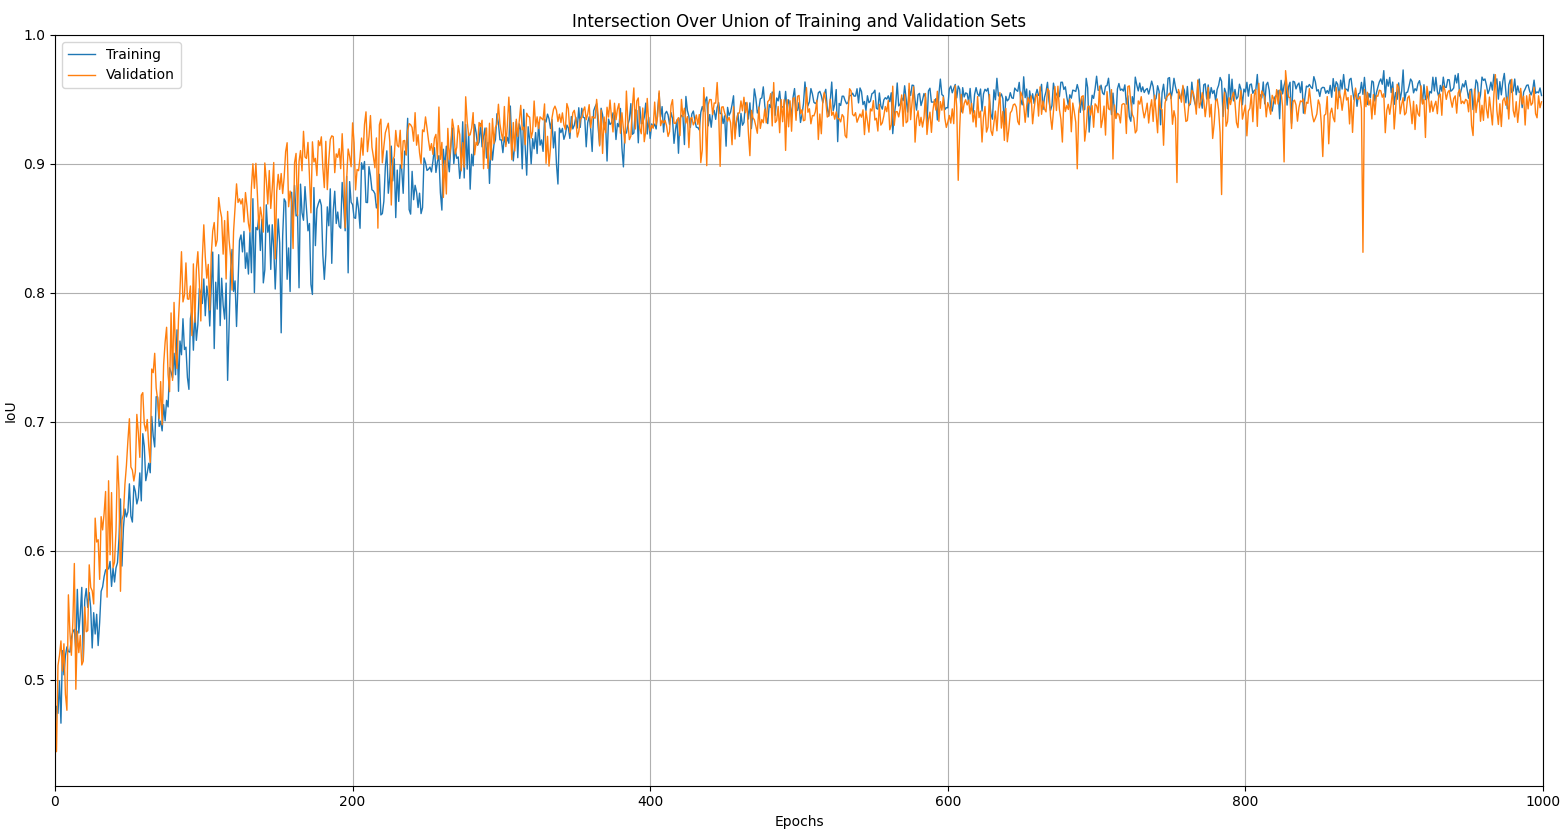 Intersection Over Union of Training and Validation Sets
1.0
Training
Validation
0.9
0.8
0.7
IoU
0.6
0.5
0 200 400 600 800 1000
Epochs